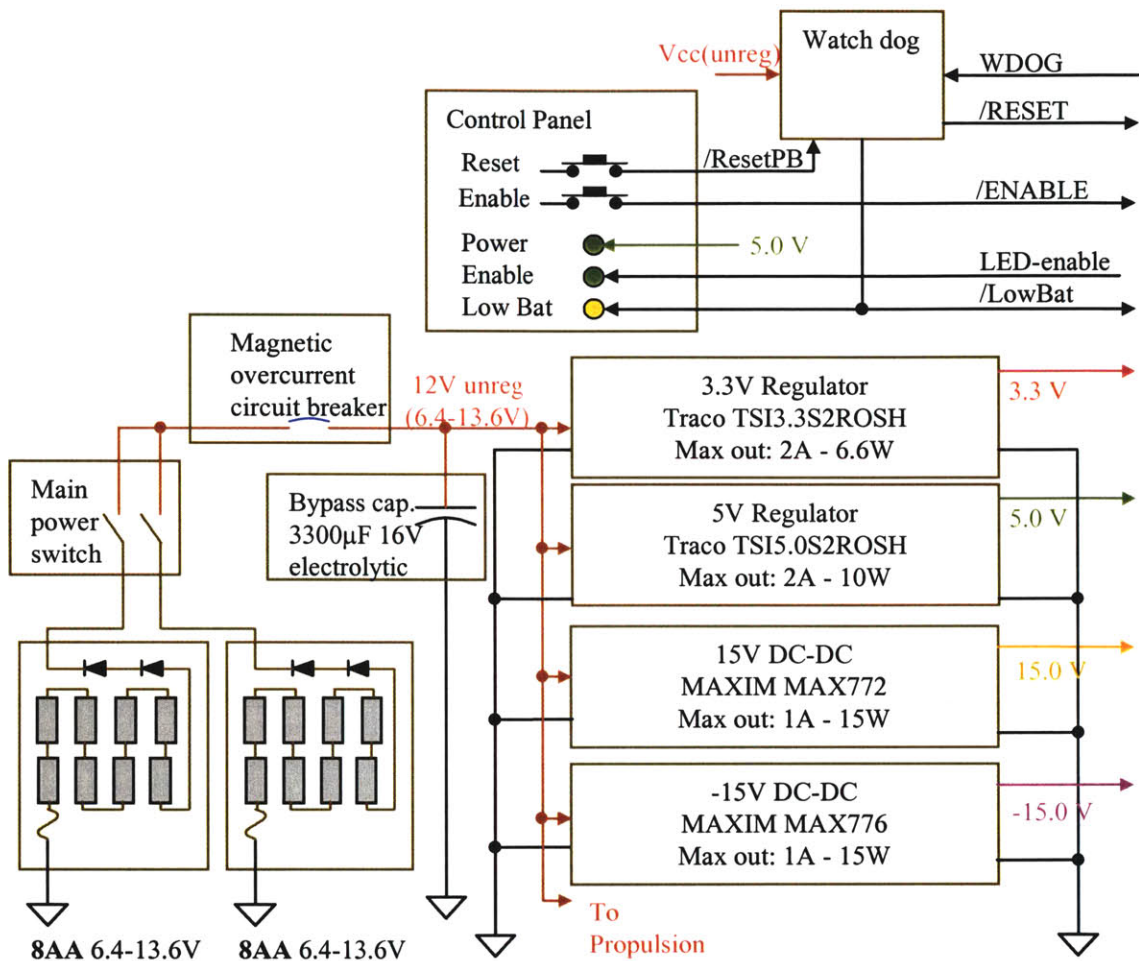 Watch dog
Vcc(unreg)
WDOG
/RESET
Control Panel
Reset
/ResetPB
Enable
/ENABLE
Power
5.0 V
Enable
LED-enable
Low Bat
/LowBat
Magnetic
overcurrent
circuit breaker
12V unreg
(6.4-13.6V)
3.3V Regulator
Traco TSI3.3S2ROSH
Max out: 2A - 6.6W
3.3 V
Main
power
switch
Bypass cap.
3300µF 16V
electrolytic
5V Regulator
Traco TSI5.0S2ROSH
Max out: 2A - 10W
5.0 V
15V DC-DC
MAXIM MAX772
Max out: 1A - 15W
15.0 V
-15V DC-DC
MAXIM MAX776
Max out: 1A - 15W
-15.0 V
To
Propulsion
8AA 6.4-13.6V
8AA 6.4-13.6V